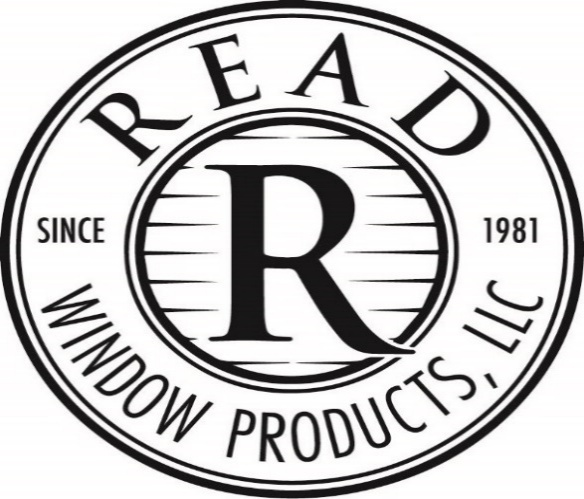 READ
SINCE
R
1981
WINDOW PRODUCTS, LLC